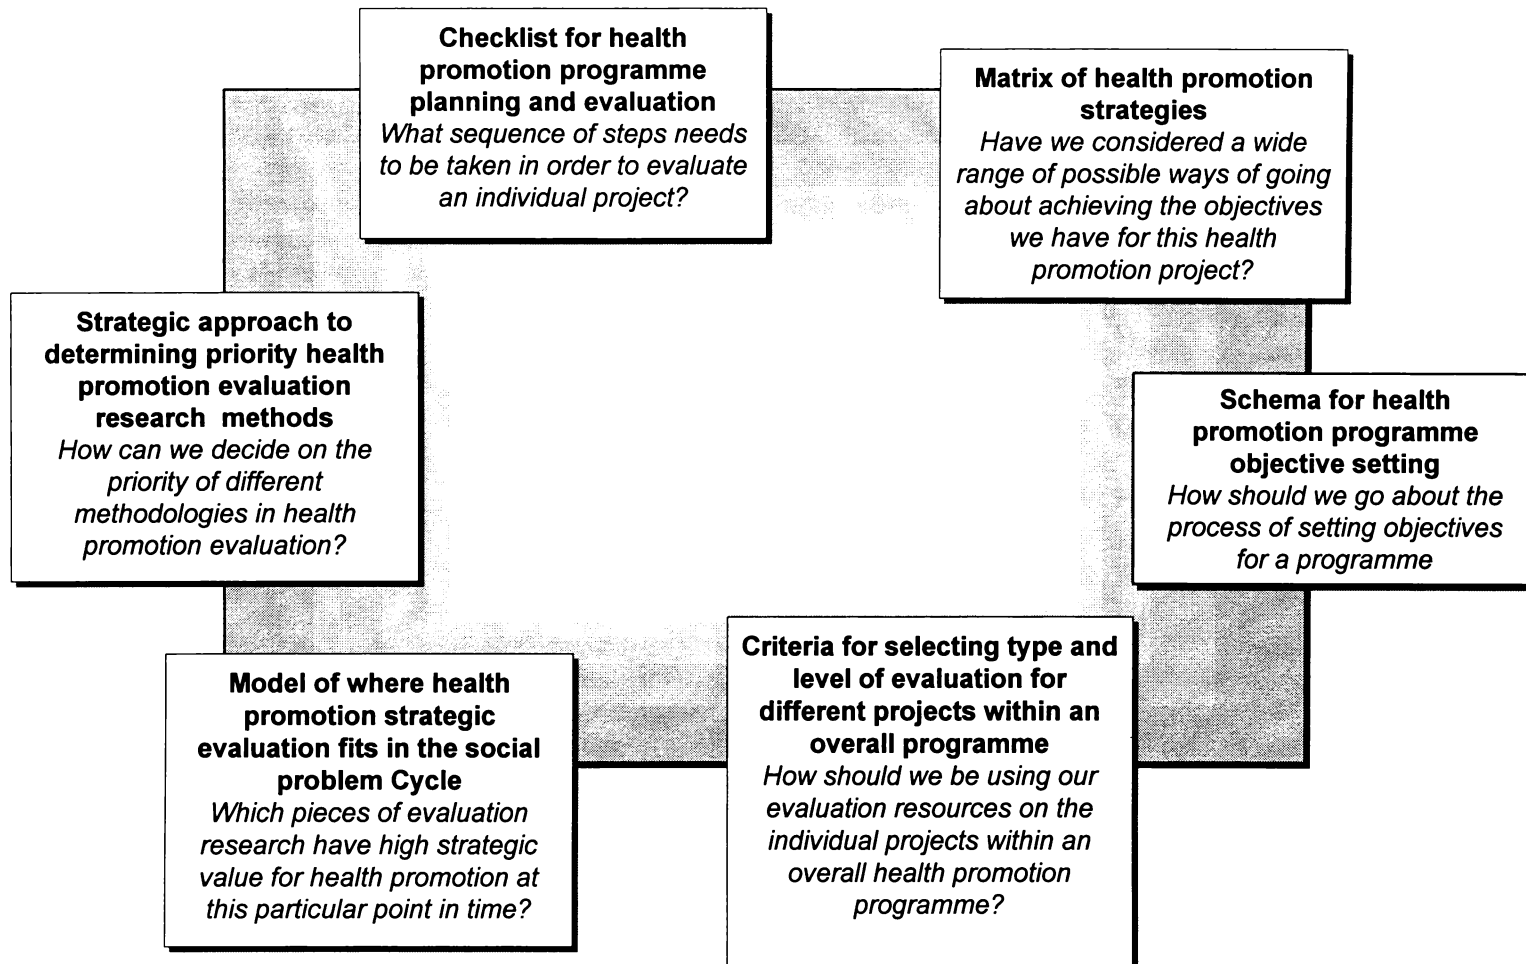 Checklist for health
promotion programme
planning and evaluation
What sequence of steps needs
to be taken in order to evaluate
an individual project?
Matrix of health promotion
strategies
Have we considered a wide
range of possible ways of going
about achieving the objectives
we have for this health
promotion project?
Strategic approach to
determining priority health
promotion evaluation
research methods
How can we decide on the
priority of different
methodologies in health
promotion evaluation?
Schema for health
promotion programme
objective setting
How should we go about the
process of setting objectives
for a programme
Model of where health
promotion strategic
evaluation fits in the social
problem Cycle
Which pieces of evaluation
research have high strategic
value for health promotion at
this particular point in time?
Criteria for selecting type and
level of evaluation for
different projects within an
overall programme
How should we be using our
evaluation resources on the
individual projects within an
overall health promotion
programme?